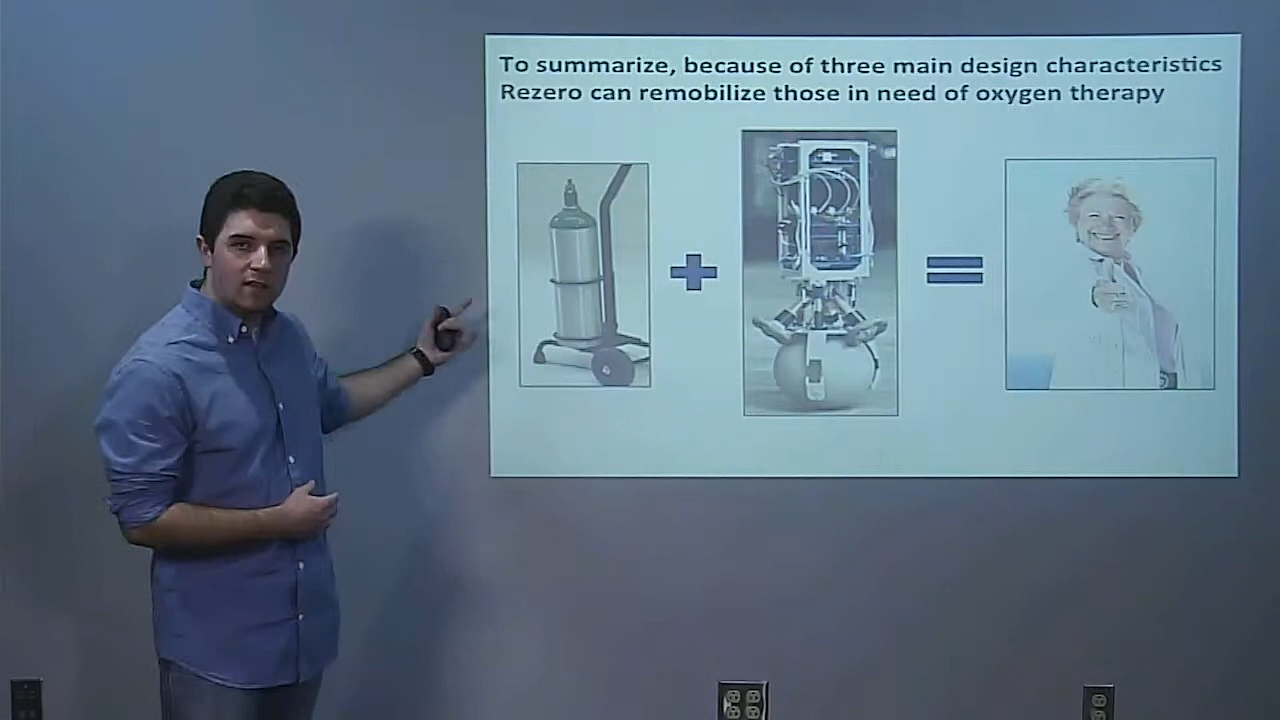 To summarize, because of three main design characteristics
Rezero can remobilize those in need of oxygen therapy